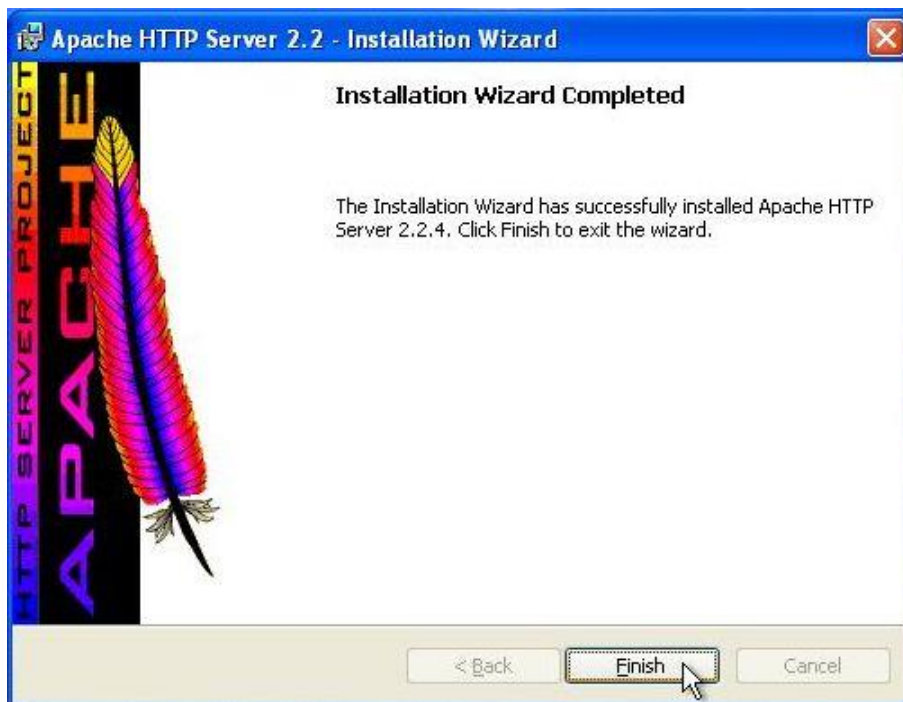 Apache HTTP Server 2.2 - Installation Wizard
HTTP SERVER PROJECT
APACHE
Installation Wizard Completed
The Installation Wizard has successfully installed Apache HTTP
Server 2.2.4. Click Finish to exit the wizard.
< Back
Finish
Cancel